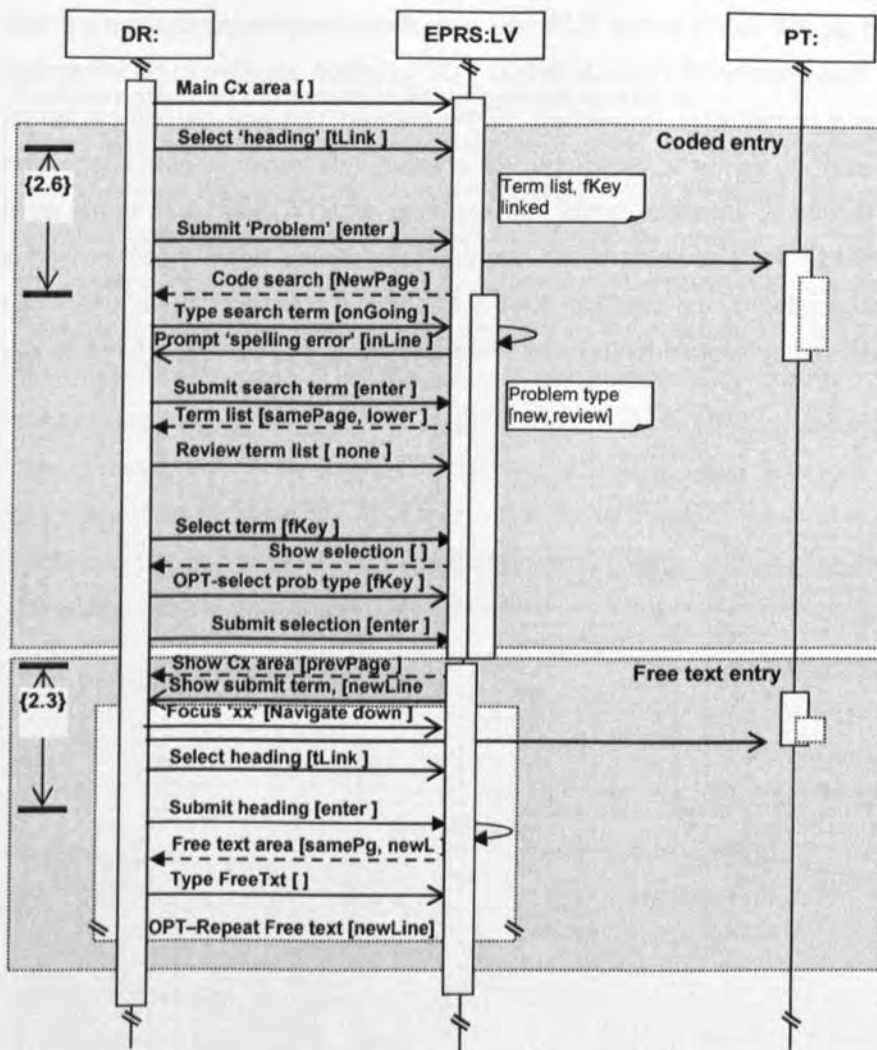 DR:
EPRS:LV
PT:
Main Cx area [ ]
Select ‘heading’ [tLink ]
Coded entry
{2.6}
Term list, fKey
linked
Submit ‘Problem’ [enter ]
Code search [NewPage ]
Type search term [onGoing ]
Prompt ‘spelling error’ [inLine ]
Submit search term [enter ]
Problem type
[new,review]
Term list [samePage, lower ]
Review term list [ none ]
Select term [fKey ]
Show selection [ ]
OPT-select prob type [fKey ]
Submit selection [enter ]
Show Cx area [prevPage ]
Free text entry
{2.3}
Show submit term, [newLine
Focus ‘xx’ [Navigate down ]
Select heading [tLink ]
Submit heading [enter ]
Free text area [samePg, newL ]
Type FreeTxt [ ]
OPT–Repeat Free text [newLine]